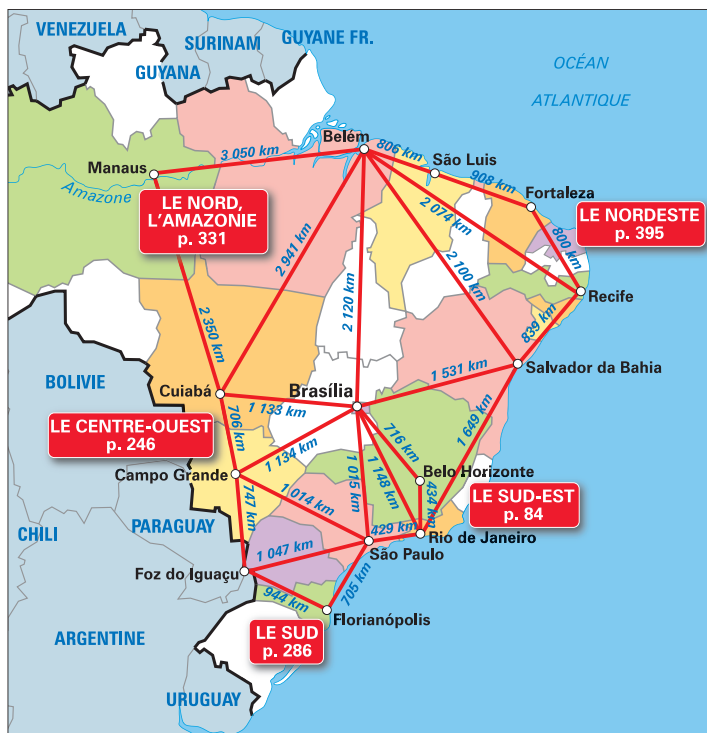 VENEZUELA
SURINAM
GUYANE FR.
GUYANA
OCÉAN
ATLANTIQUE
Belém
3 050 km
806 km
São Luis
Manaus
908 km
Amazone
Fortaleza
LE NORD,
L'AMAZONIE
p. 331
2 074 km
LE NORDESTE
p. 395
800 km
2 941 km
2 100 km
Recife
2 120 km
2 350 km
839 km
BOLIVIE
Salvador da Bahia
1 531 km
Cuiabá
Brasília
1 133 km
706 km
LE CENTRE-OUEST
p. 246
1 649 km
716 km
1 134 km
Campo Grande
Belo Horizonte
1 015 km
1 148 km
434 km
747 km
1 014 km
LE SUD-EST
p. 84
CHILI
PARAGUAY
429 km
Rio de Janeiro
1 047 km
São Paulo
Foz do Iguaçu
705 km
944 km
Florianópolis
ARGENTINE
LE SUD
p. 286
URUGUAY